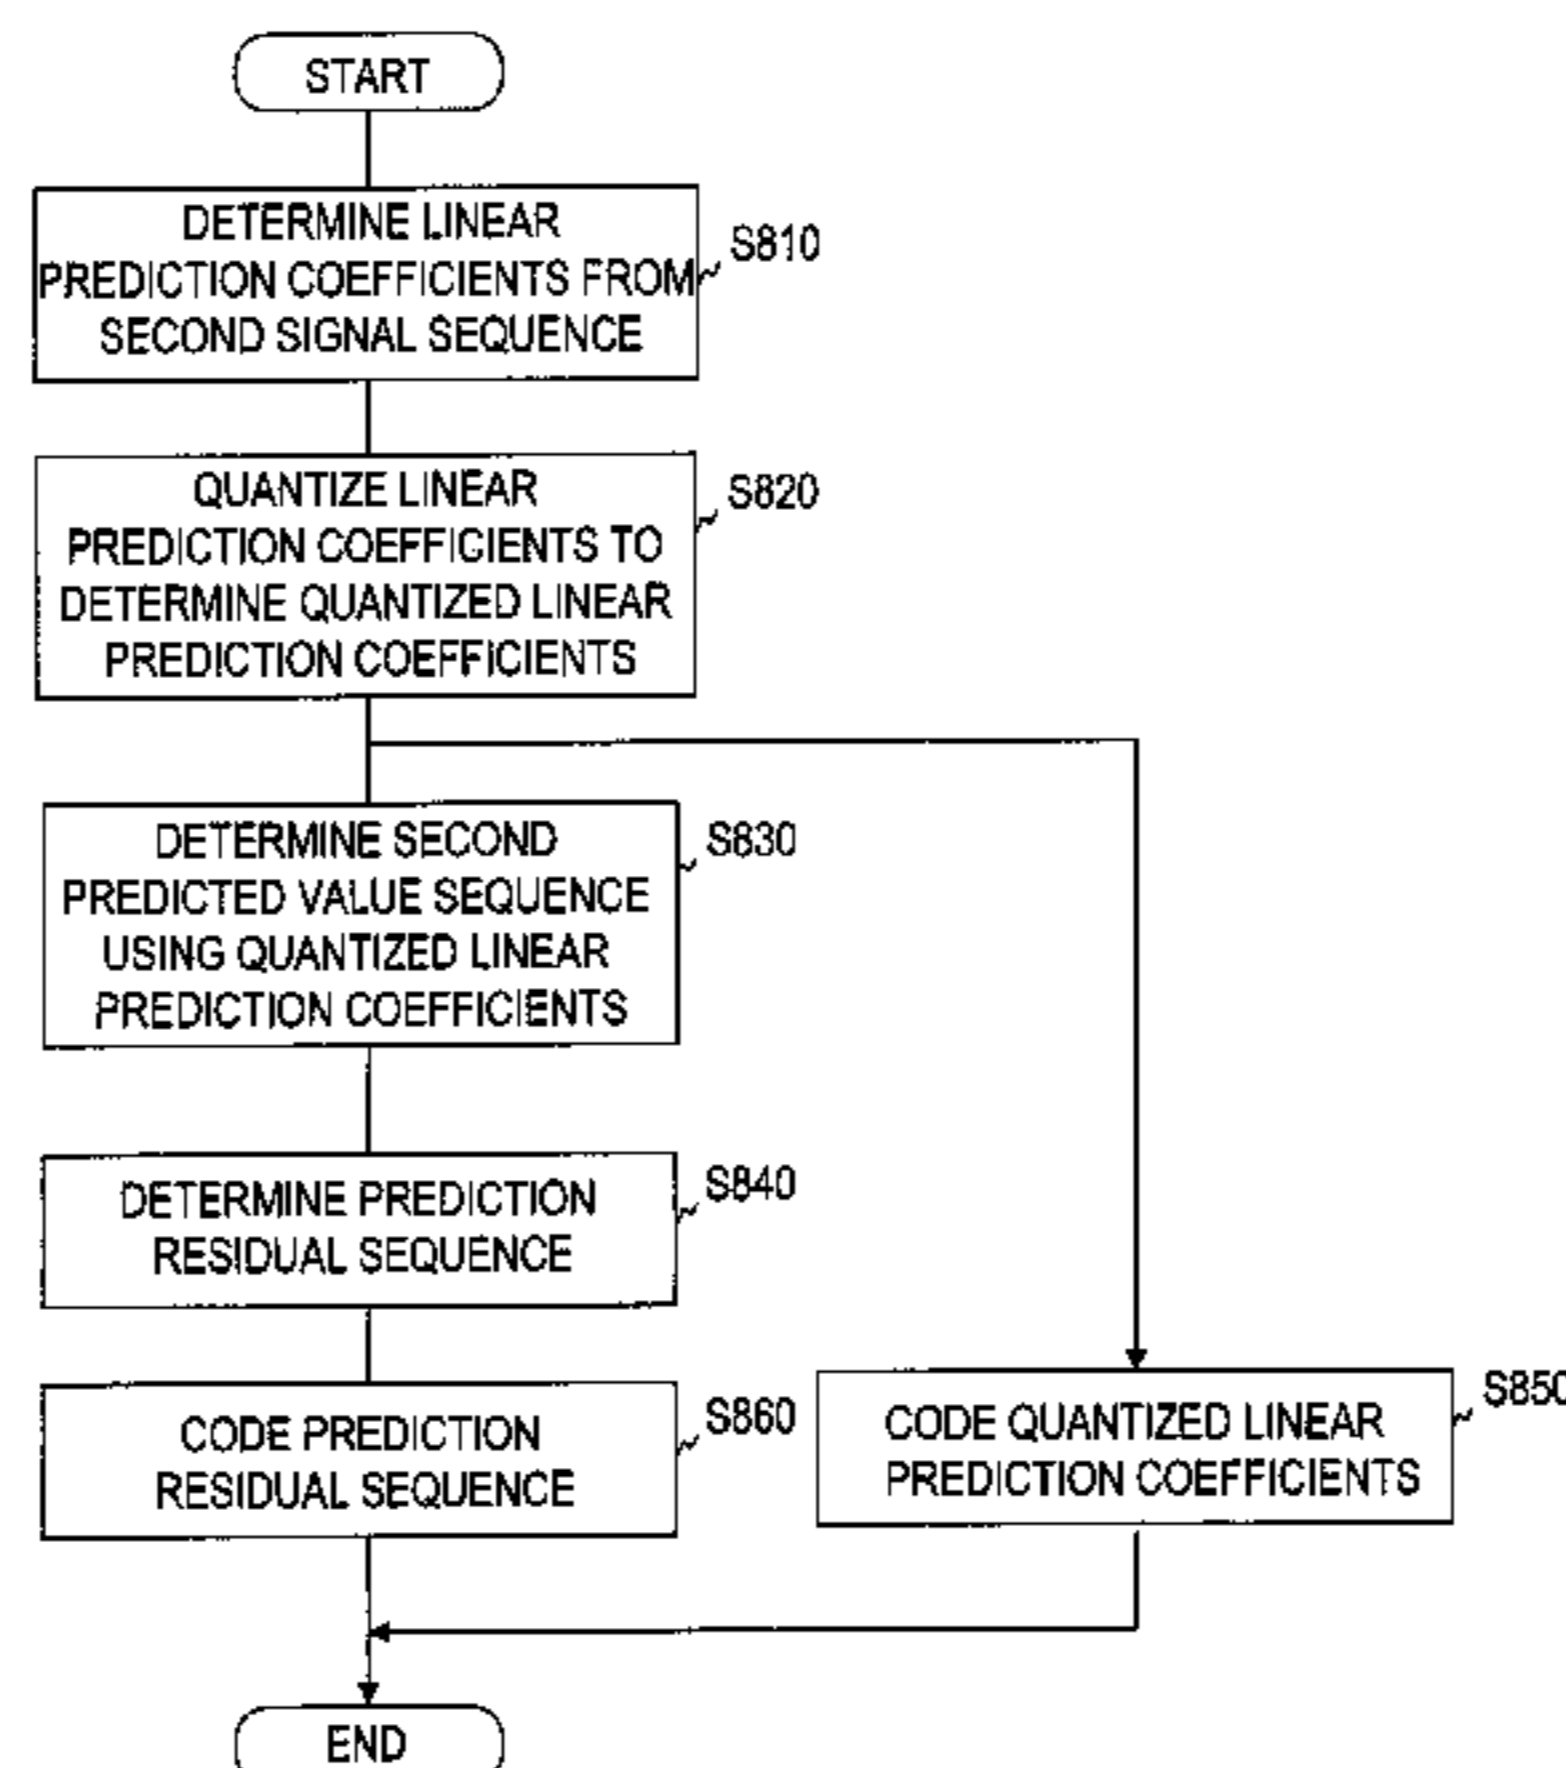 START
DETERMINE LINEAR
PREDICTION COEFFICIENTS FROM
SECOND SIGNAL SEQUENCE
S810
QUANTIZE LINEAR
PREDICTION COEFFICIENTS TO
DETERMINE QUANTIZED LINEAR
PREDICTION COEFFICIENTS
S820
DETERMINE SECOND
PREDICTED VALUE SEQUENCE
USING QUANTIZED LINEAR
PREDICTION COEFFICIENTS
S830
DETERMINE PREDICTION
RESIDUAL SEQUENCE
S840
CODE PREDICTION
RESIDUAL SEQUENCE
S860
CODE QUANTIZED LINEAR
PREDICTION COEFFICIENTS
S850
END